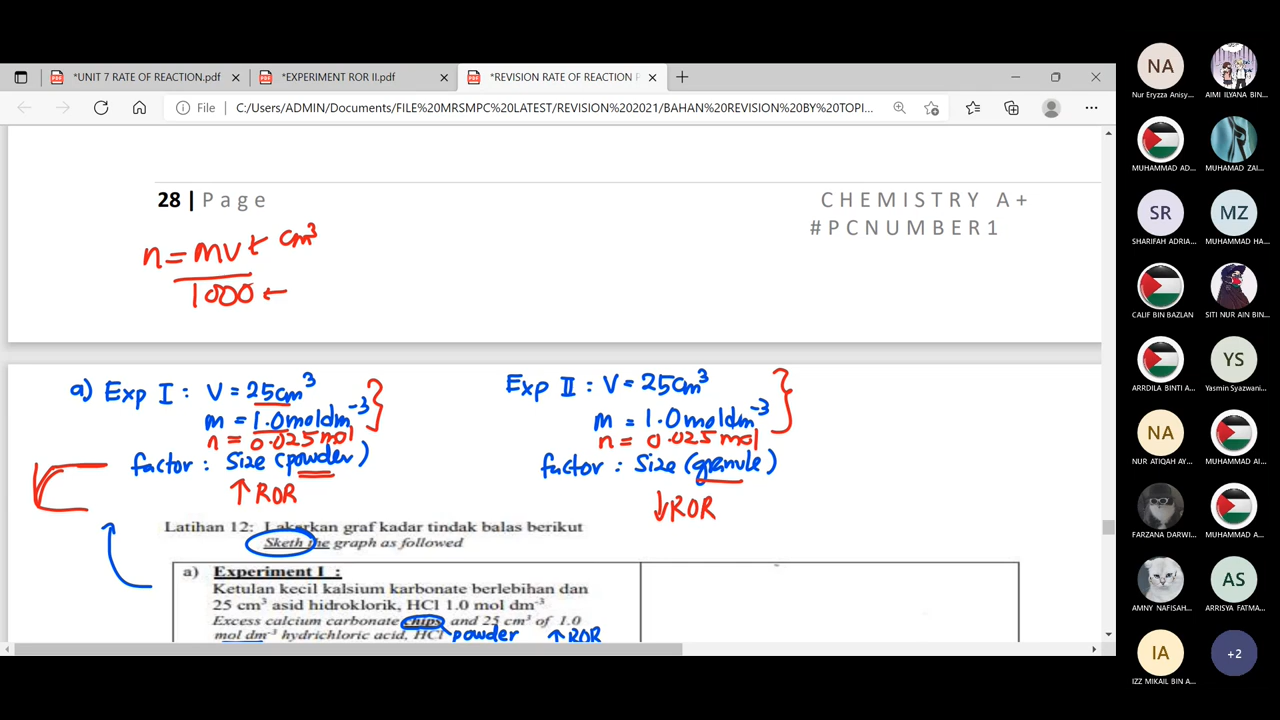 *UNIT 7 RATE OF REACTION.pdf
*EXPERIMENT ROR II.pdf
*REVISION RATE OF REACTION P
File
C:/Users/ADMIN/Documents/FILE%20MRSMPC%20LATEST/REVISION%202021/BAHAN%20REVISION%20BY%20TOPI...
28 | Page
CHEMISTRY A+
#PCNUMBER1
n = mv ← cm³
1000 ←
a) Exp I : V = 25cm³
m = 1.0moldm⁻³
n = 0.025mol
factor : Size (powder)
↑ ROR
Exp II : V = 25cm³
m = 1.0moldm⁻³
n = 0.025mol
factor : Size (granule)
↓ROR
Latihan 12: Lakarkan graf kadar tindak balas berikut
Sketh the graph as followed
a) Experiment I :
Ketulan kecil kalsium karbonate berlebihan dan
25 cm³ asid hidroklorik, HCl 1.0 mol dm⁻³
Excess calcium carbonate chips and 25 cm³ of 1.0
mol dm⁻³ hydrichloric acid, HCl
powder ↑ ROR
NA
Nur Eryzza Anisy...
AIMI ILYANA BIN...
MUHAMMAD AD...
MUHAMAD ZAI...
SR
SHARIFAH ADRIA...
MZ
MUHAMMAD HA...
CALIF BIN BAZLAN
SITI NUR AIN BIN...
ARRDILA BINTI A...
YS
Yasmin Syazwani...
NA
NUR ATIQAH AY...
MUHAMMAD AI...
FARZANA DARWI...
MUHAMMAD A...
AMNY NAFISAH...
AS
ARRISYA FATMA...
IA
IZZ MIKAIL BIN A...
+2